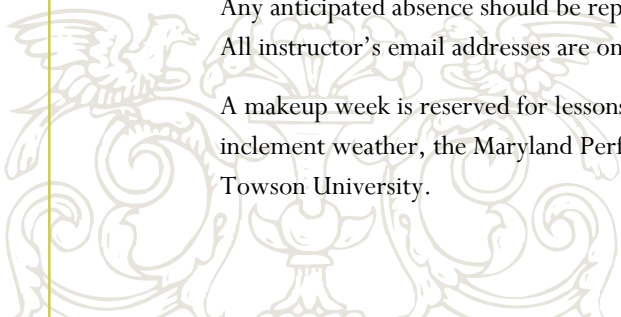 Any anticipated absence should be rep
All instructor’s email addresses are on
A makeup week is reserved for lessons
inclement weather, the Maryland Perf
Towson University.